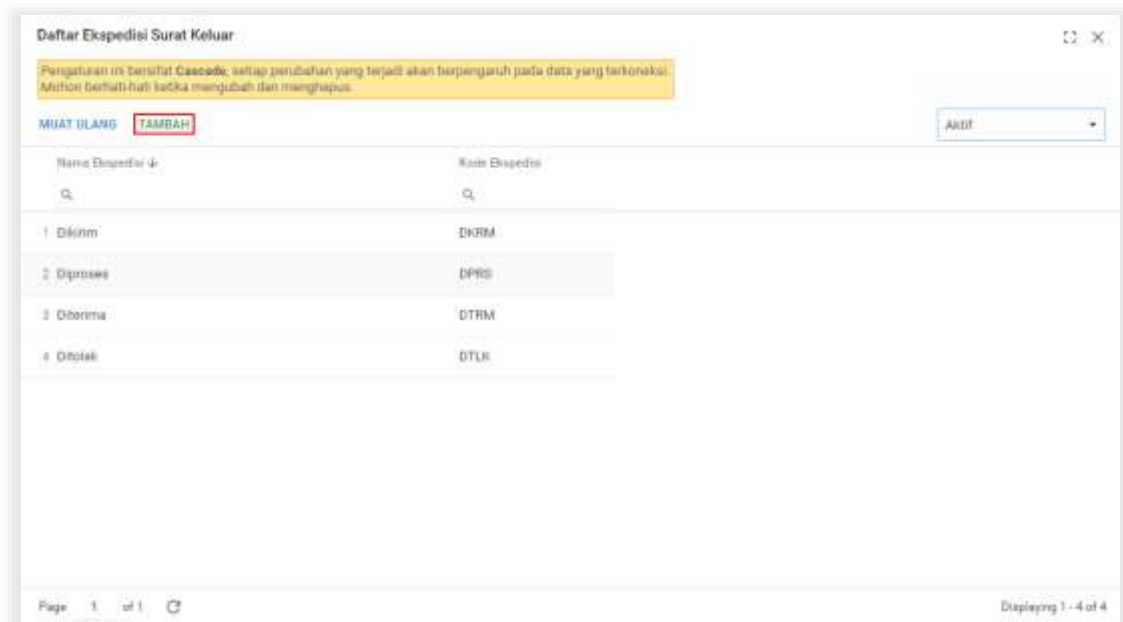 Daftar Ekspedisi Surat Keluar
Pengaturan ini bersifat Cascade, setiap perubahan yang terjadi akan berpengaruh pada data yang terkoneksi.
Mohon berhati-hati ketika mengubah dan menghapus.
MUAT ULANG TAMBAH Aktif
Nama Ekspedisi Kode Ekspedisi
1 Dikirim DKRM
2 Diproses DPRS
3 Diterima DTRM
4 Ditolak DTLK
Page 1 of 1 Displaying 1 - 4 of 4